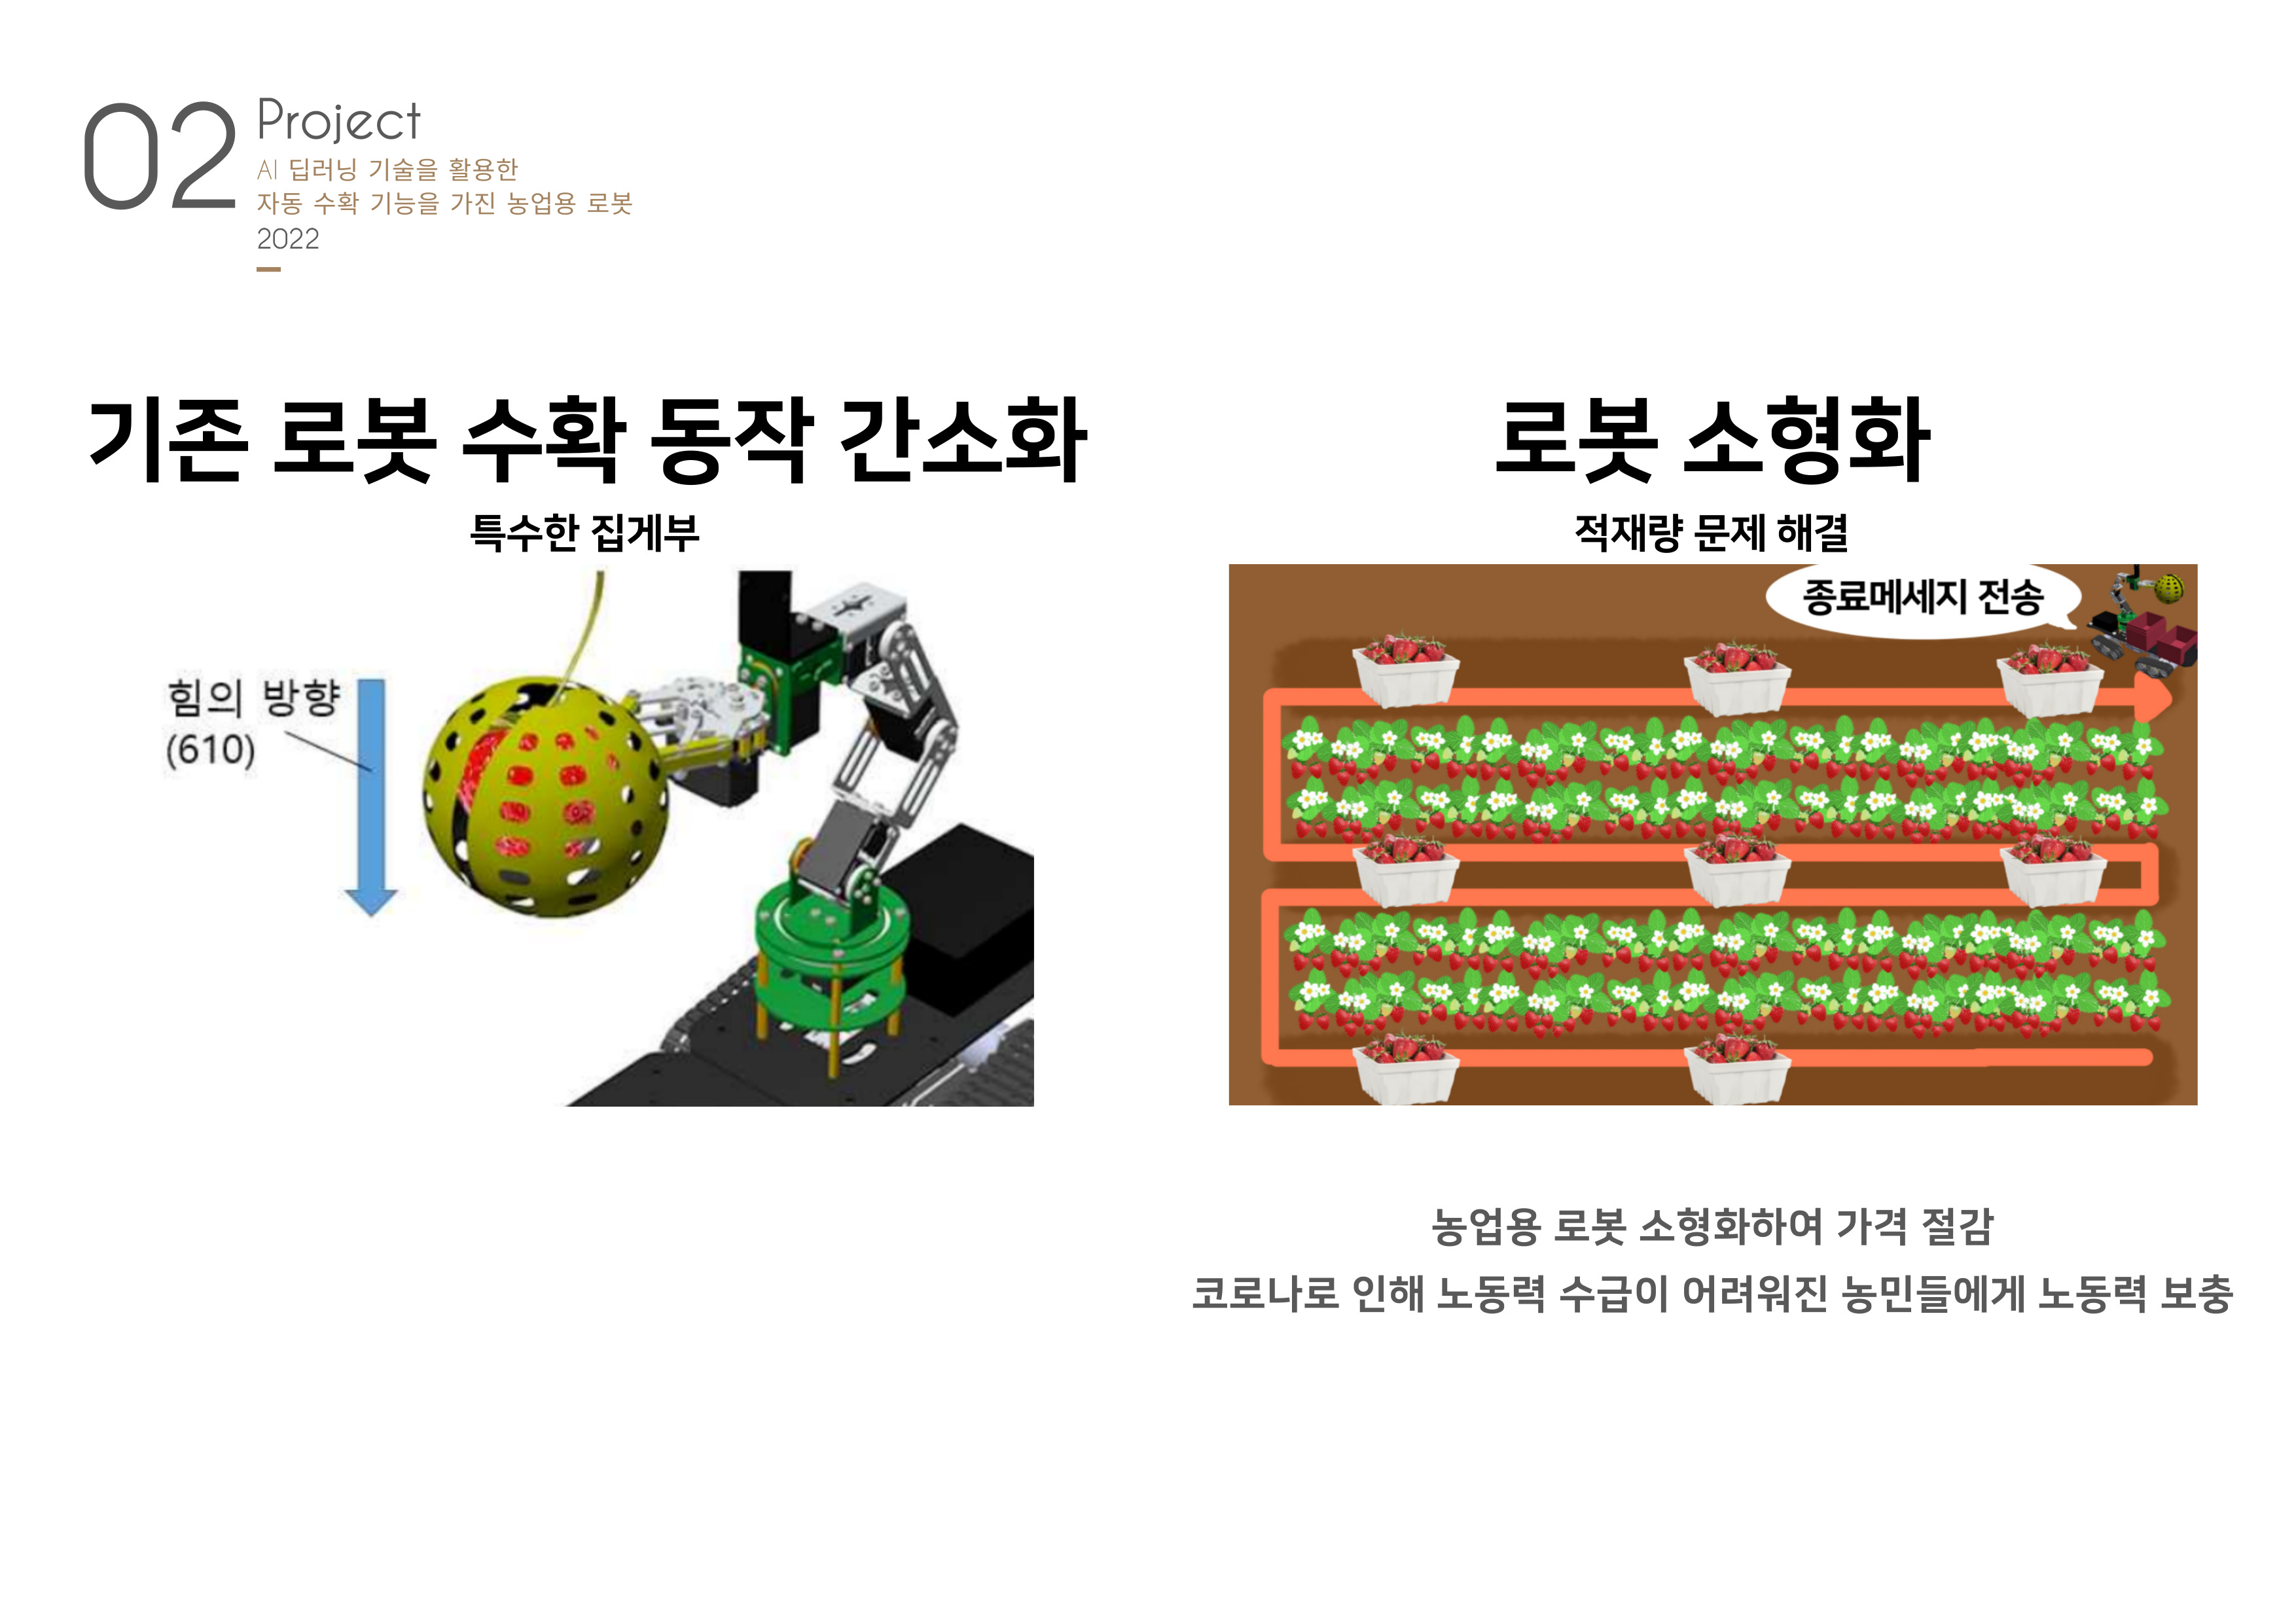 02
Project
AI 딥러닝 기술을 활용한
자동 수확 기능을 가진 농업용 로봇
2022
기존 로봇 수확 동작 간소화
특수한 집게부
힘의 방향
(610)
로봇 소형화
적재량 문제 해결
종료메세지 전송
농업용 로봇 소형화하여 가격 절감
코로나로 인해 노동력 수급이 어려워진 농민들에게 노동력 보충